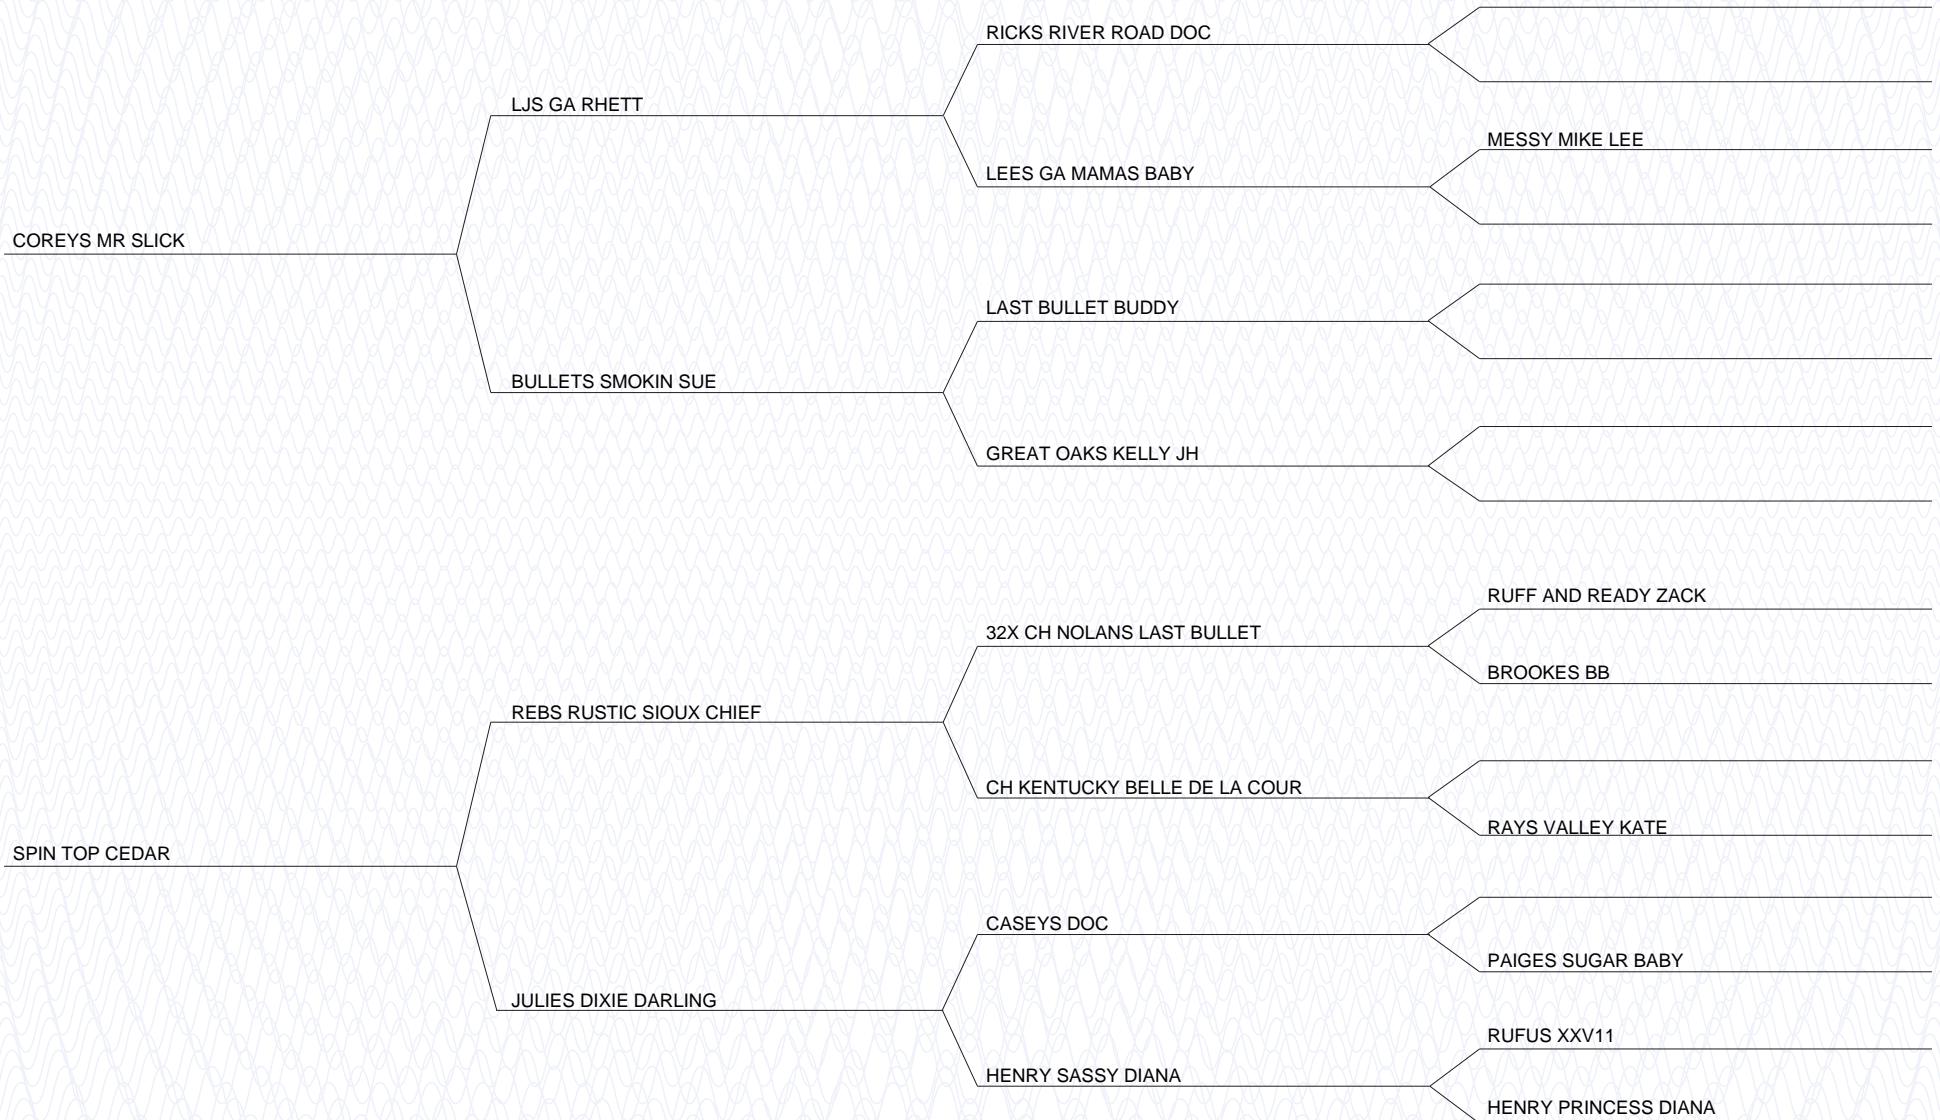 RICKS RIVER ROAD DOC
LJS GA RHETT
MESSY MIKE LEE
LEES GA MAMAS BABY
COREYS MR SLICK
LAST BULLET BUDDY
BULLETS SMOKIN SUE
GREAT OAKS KELLY JH
RUFF AND READY ZACK
32X CH NOLANS LAST BULLET
BROOKES BB
REBS RUSTIC SIOUX CHIEF
CH KENTUCKY BELLE DE LA COUR
RAYS VALLEY KATE
SPIN TOP CEDAR
CASEYS DOC
PAIGES SUGAR BABY
JULIES DIXIE DARLING
RUFUS XXV11
HENRY SASSY DIANA
HENRY PRINCESS DIANA